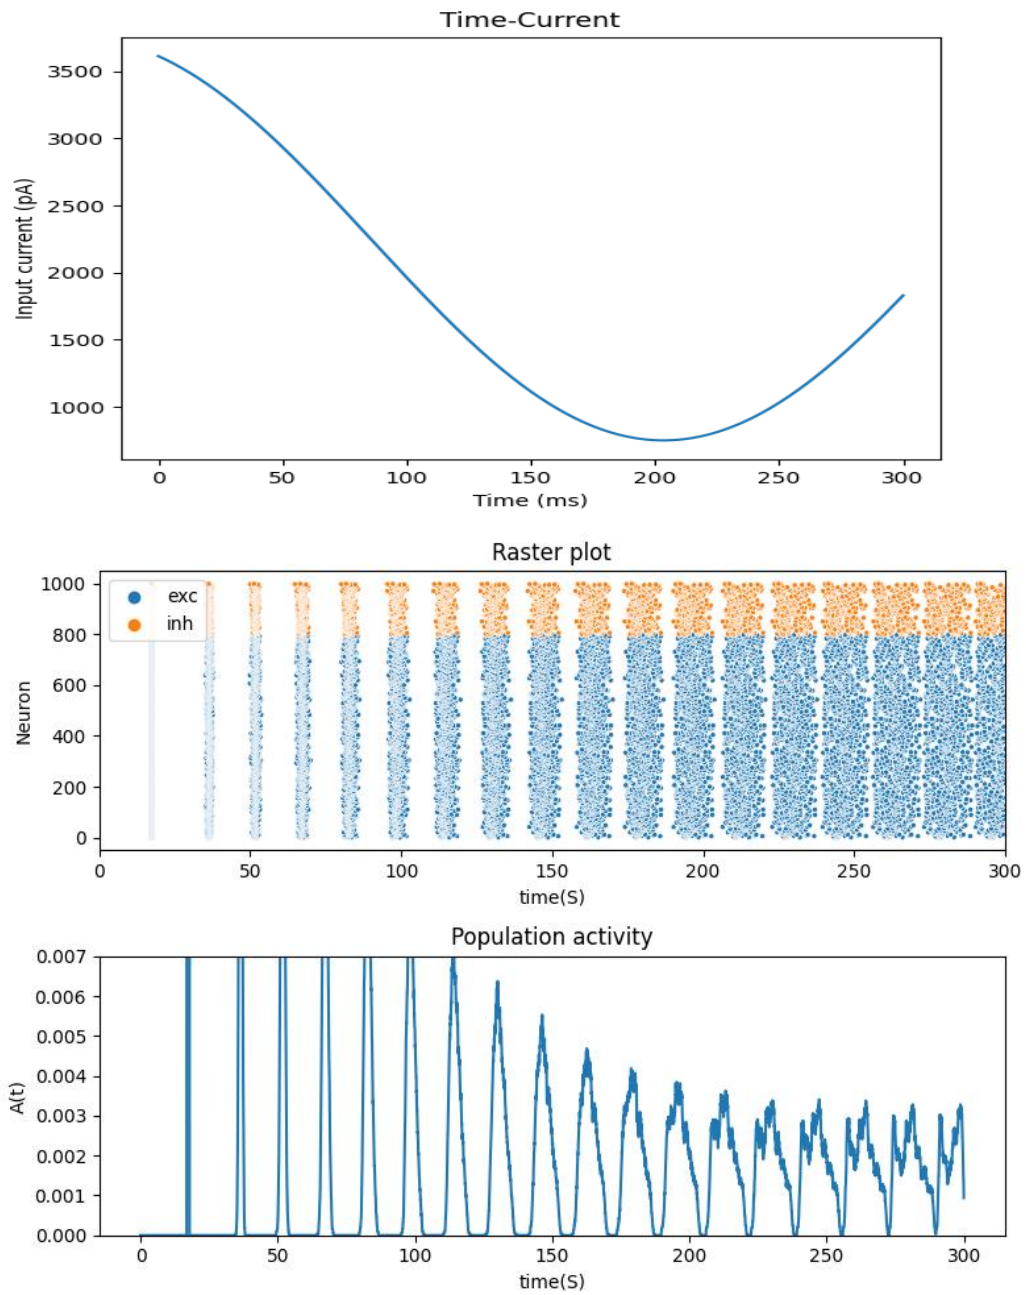 Time-Current
3500
3000
2500
2000
1500
1000
Input current (pA)
0 50 100 150 200 250 300
Time (ms)
Raster plot
1000
800
600
400
200
0
Neuron
exc
inh
0 50 100 150 200 250 300
time(S)
Population activity
0.007
0.006
0.005
0.004
0.003
0.002
0.001
0.000
A(t)
0 50 100 150 200 250 300
time(S)